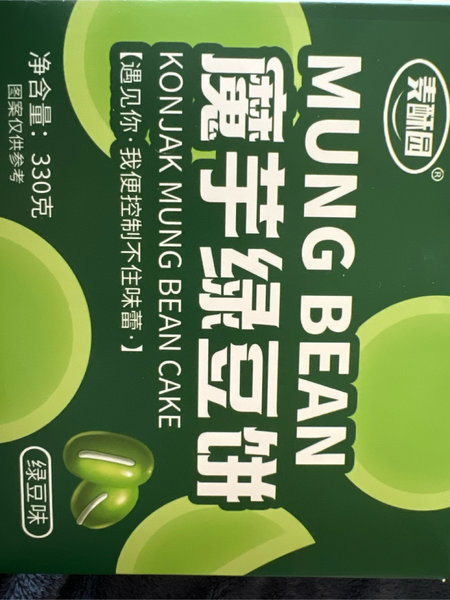 酥园®
MUNG BEAN
魔芋绿豆饼
KONJAK MUNG BEAN CAKE
【遇见你·我便控制不住味蕾·】
净含量：330克
图案仅供参考
绿豆味